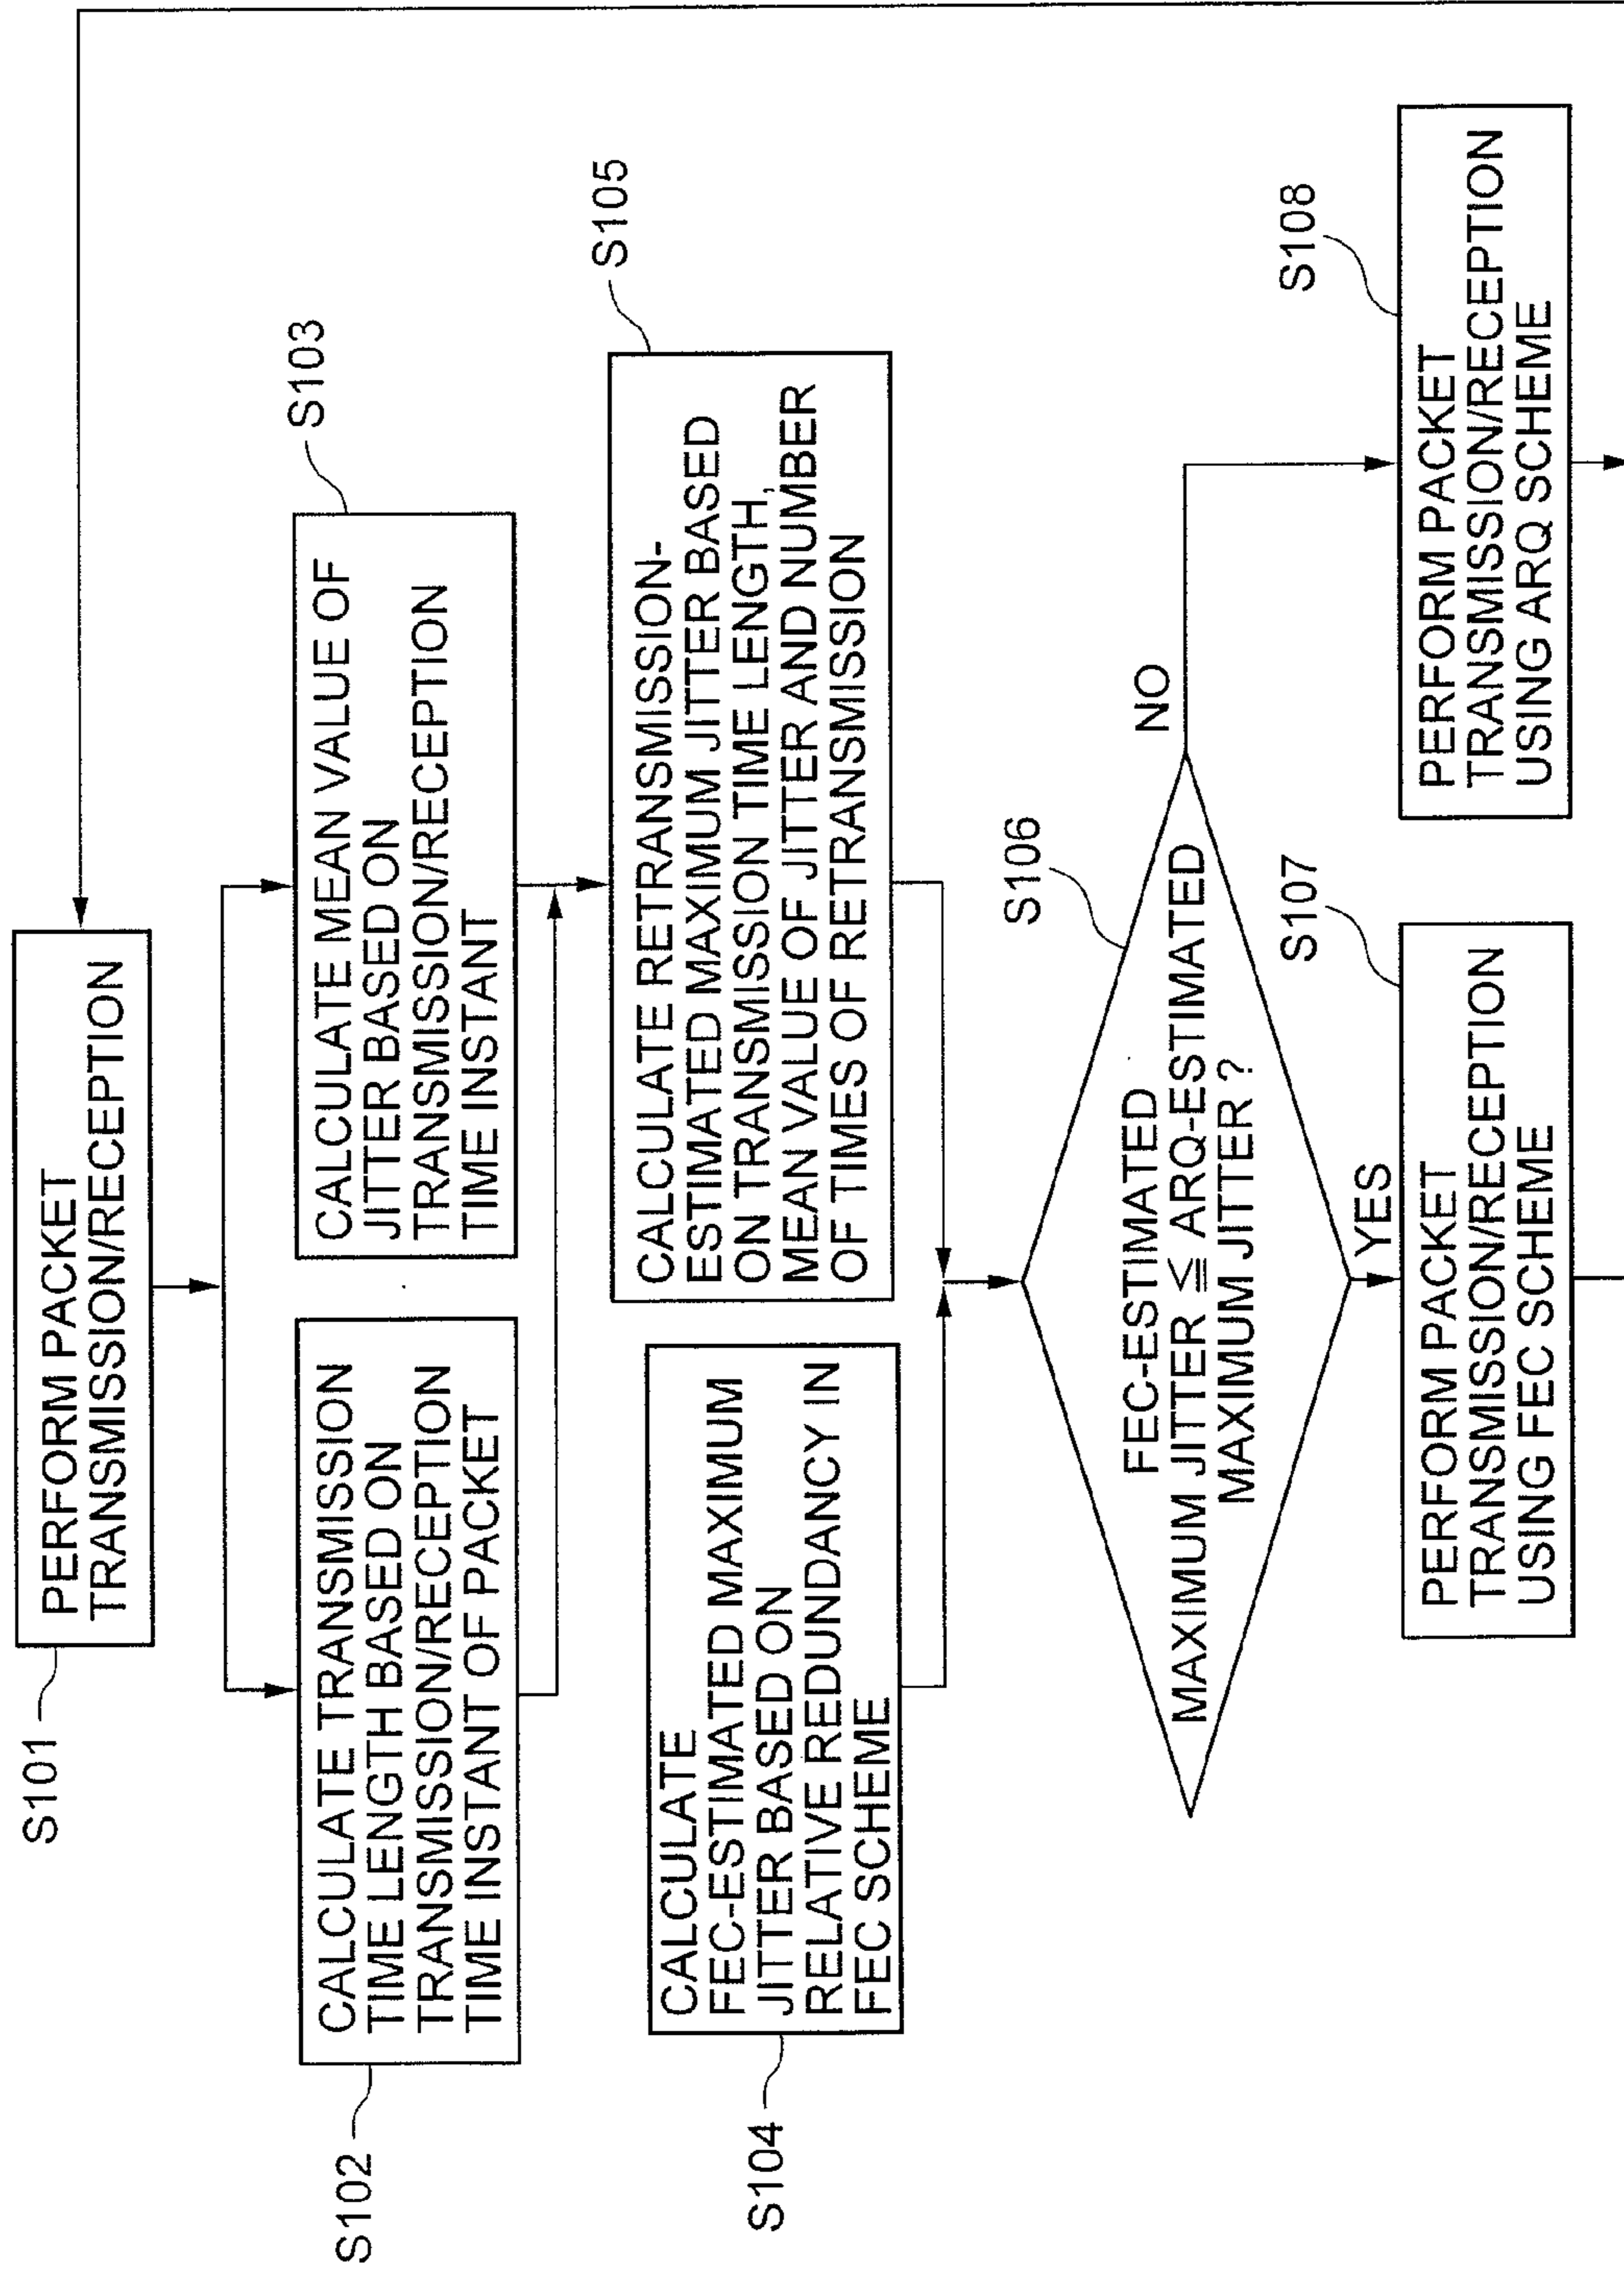 S101
PERFORM PACKET
TRANSMISSION/RECEPTION
S102
CALCULATE TRANSMISSION
TIME LENGTH BASED ON
TRANSMISSION/RECEPTION
TIME INSTANT OF PACKET
S103
CALCULATE MEAN VALUE OF
JITTER BASED ON
TRANSMISSION/RECEPTION
TIME INSTANT
S104
CALCULATE
FEC-ESTIMATED MAXIMUM
JITTER BASED ON
RELATIVE REDUNDANCY IN
FEC SCHEME
S105
CALCULATE RETRANSMISSION-
ESTIMATED MAXIMUM JITTER BASED
ON TRANSMISSION TIME LENGTH,
MEAN VALUE OF JITTER AND NUMBER
OF TIMES OF RETRANSMISSION
S106
FEC-ESTIMATED
MAXIMUM JITTER ≦ ARQ-ESTIMATED
MAXIMUM JITTER ?
NO
YES
S107
PERFORM PACKET
TRANSMISSION/RECEPTION
USING FEC SCHEME
S108
PERFORM PACKET
TRANSMISSION/RECEPTION
USING ARQ SCHEME